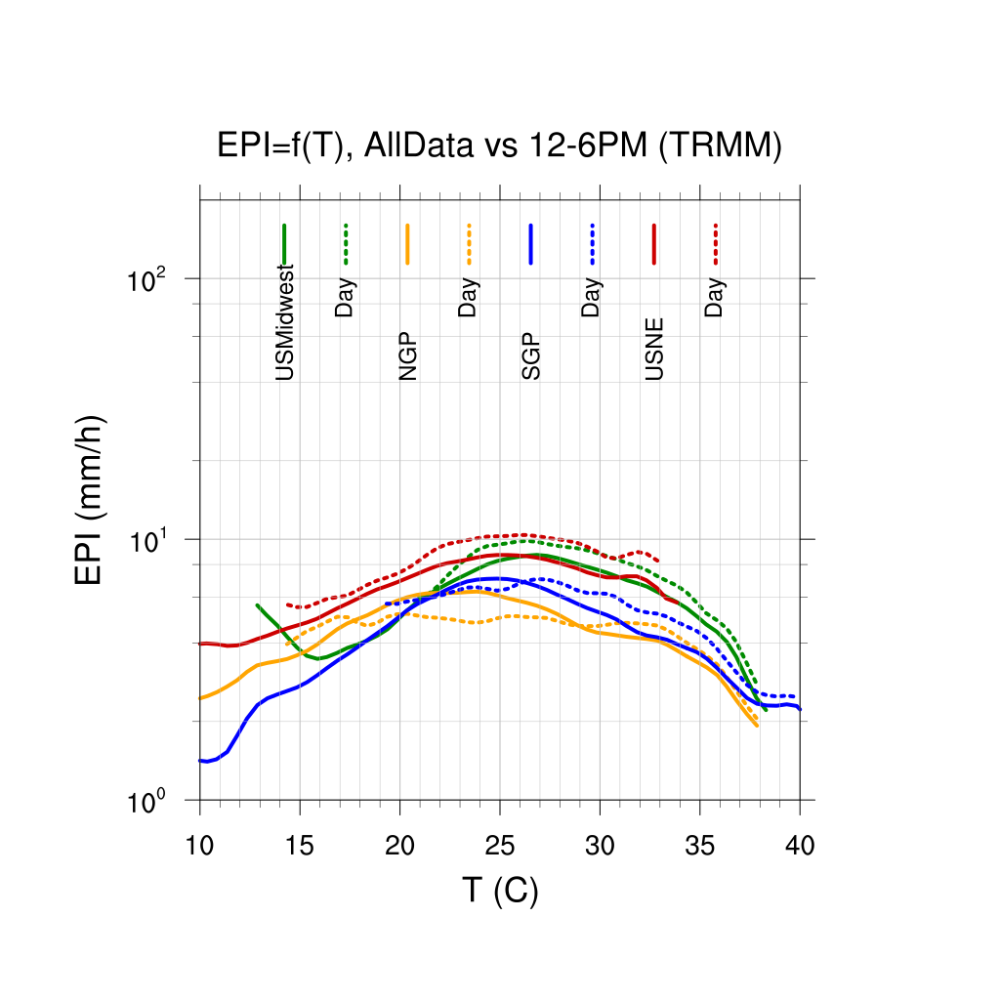 EPI=f(T), AllData vs 12-6PM (TRMM)
USMidwest
Day
NGP
Day
SGP
Day
USNE
Day
EPI (mm/h)
10²
10¹
10⁰
10 15 20 25 30 35 40
T (C)